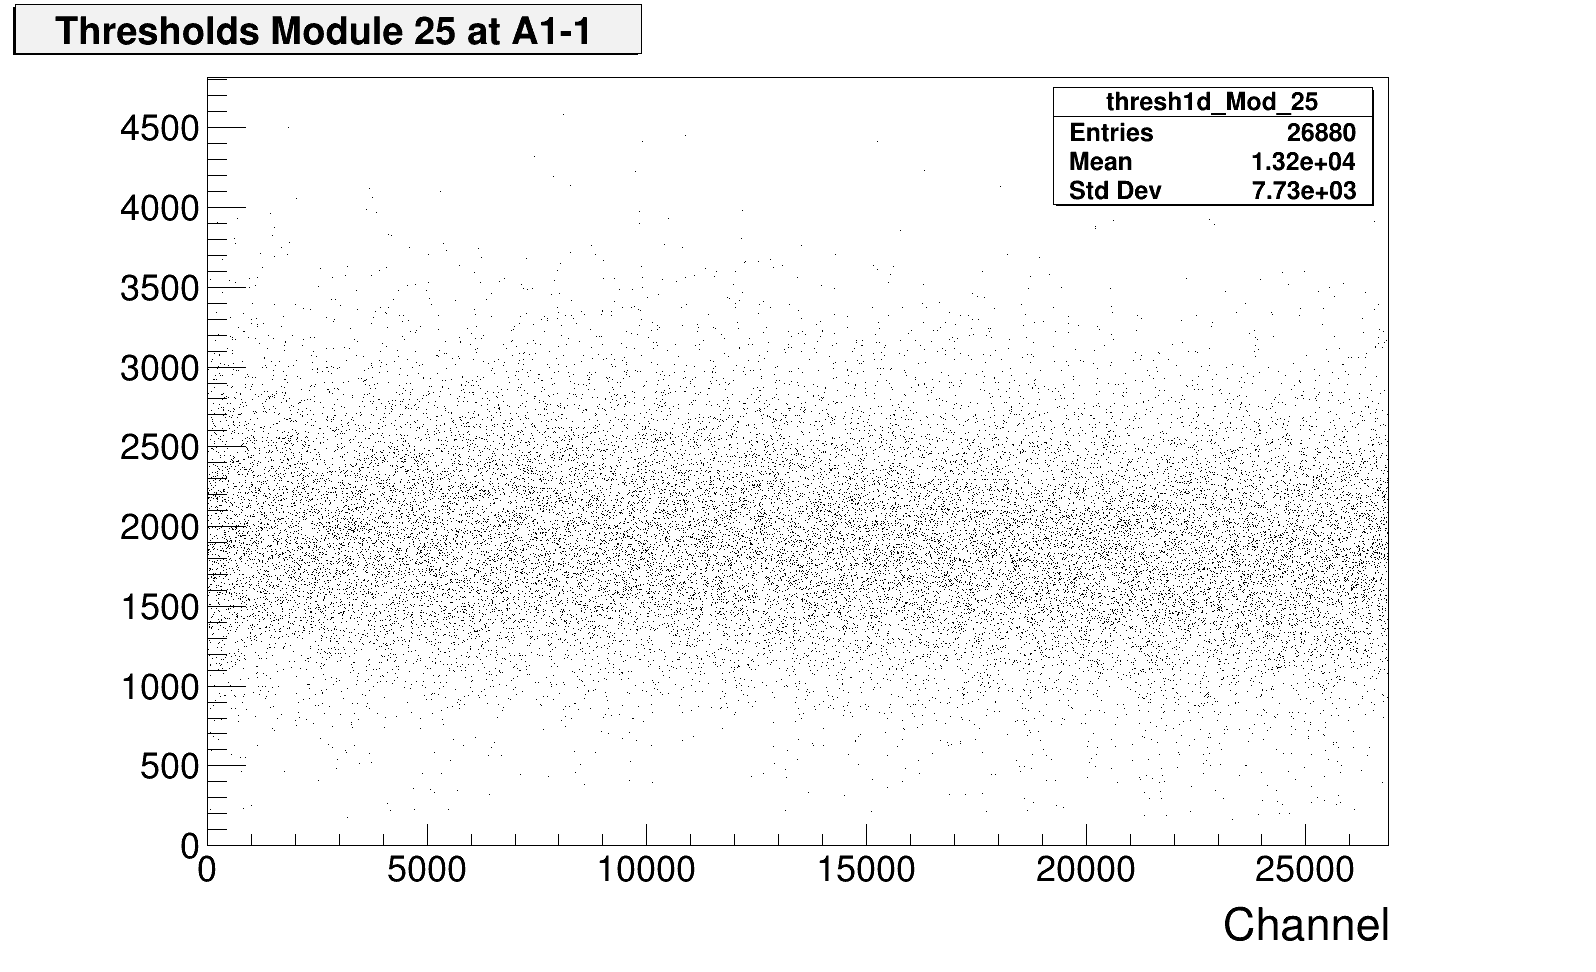 Thresholds Module 25 at A1-1
thresh1d_Mod_25
Entries 26880
Mean 1.32e+04
Std Dev 7.73e+03
4500
4000
3500
3000
2500
2000
1500
1000
500
0
0 5000 10000 15000 20000 25000
Channel